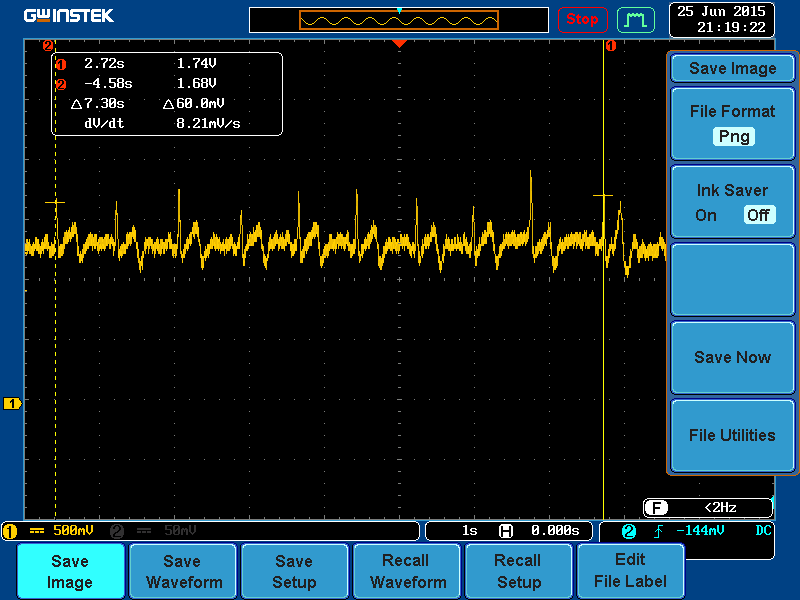 GWINSTEK
Stop
25 Jun 2015
21:19:22
2
1
1 2.72s 1.74V
2 -4.58s 1.68V
△7.30s △60.0mV
dV/dt 8.21mV/s
Save Image
File Format
Png
Ink Saver
On Off
Save Now
File Utilities
1
F <2Hz
1 500mV 2 50mV
1s H 0.000s
2 -144mV DC
Save Image
Save Waveform
Save Setup
Recall Waveform
Recall Setup
Edit File Label